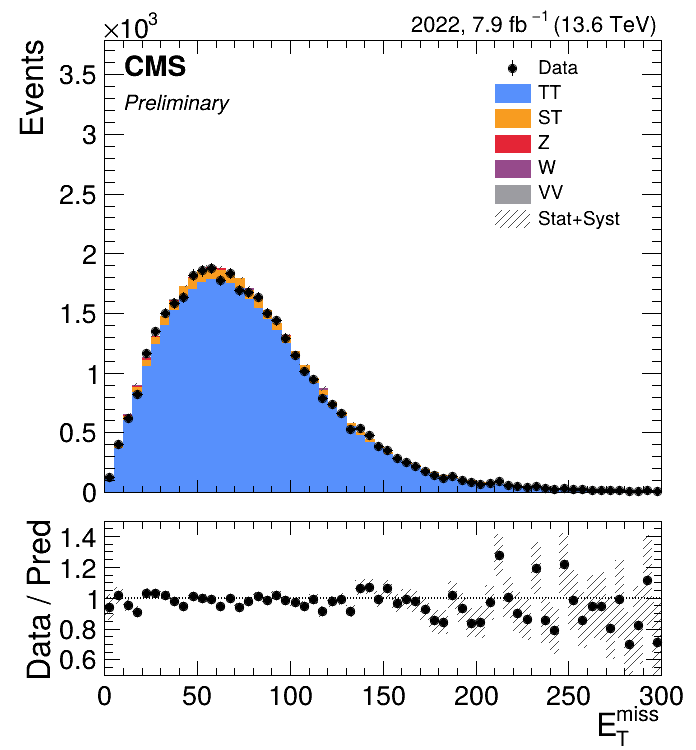 ×10³
2022, 7.9 fb⁻¹ (13.6 TeV)
Events
CMS
Preliminary
Data
TT
ST
Z
W
VV
Stat+Syst
3.5
3
2.5
2
1.5
1
0.5
0
Data / Pred
1.4
1.2
1
0.8
0.6
0 50 100 150 200 250 300
E_T^miss